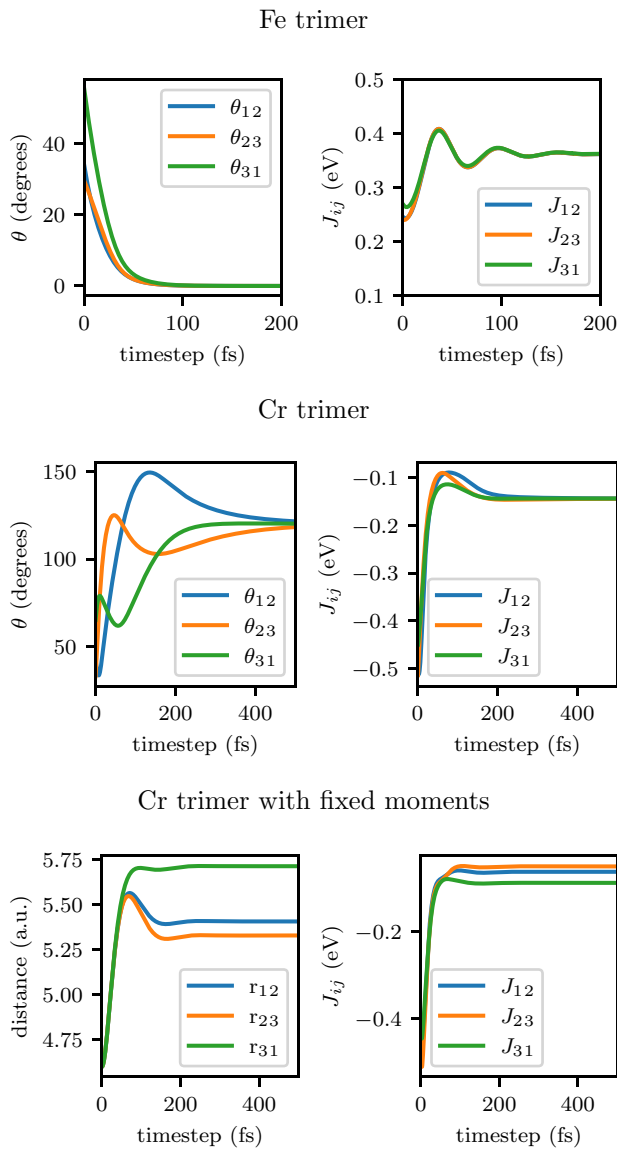 Fe trimer
θ (degrees)
40
20
0
θ₁₂
θ₂₃
θ₃₁
0 100 200
timestep (fs)
Jᵢⱼ (eV)
0.5
0.4
0.3
0.2
0.1
J₁₂
J₂₃
J₃₁
0 100 200
timestep (fs)
Cr trimer
θ (degrees)
150
100
50
θ₁₂
θ₂₃
θ₃₁
0 200 400
timestep (fs)
Jᵢⱼ (eV)
−0.1
−0.2
−0.3
−0.4
−0.5
J₁₂
J₂₃
J₃₁
0 200 400
timestep (fs)
Cr trimer with fixed moments
distance (a.u.)
5.75
5.50
5.25
5.00
4.75
r₁₂
r₂₃
r₃₁
0 200 400
timestep (fs)
Jᵢⱼ (eV)
−0.2
−0.4
J₁₂
J₂₃
J₃₁
0 200 400
timestep (fs)